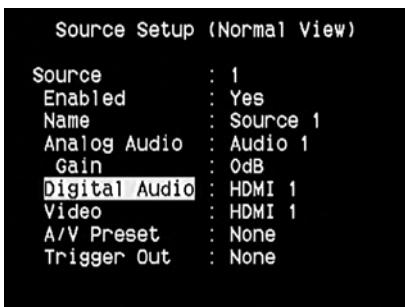 Source Setup (Normal View)
Source : 1
Enabled : Yes
Name : Source 1
Analog Audio : Audio 1
Gain : 0dB
Digital Audio : HDMI 1
Video : HDMI 1
A/V Preset : None
Trigger Out : None